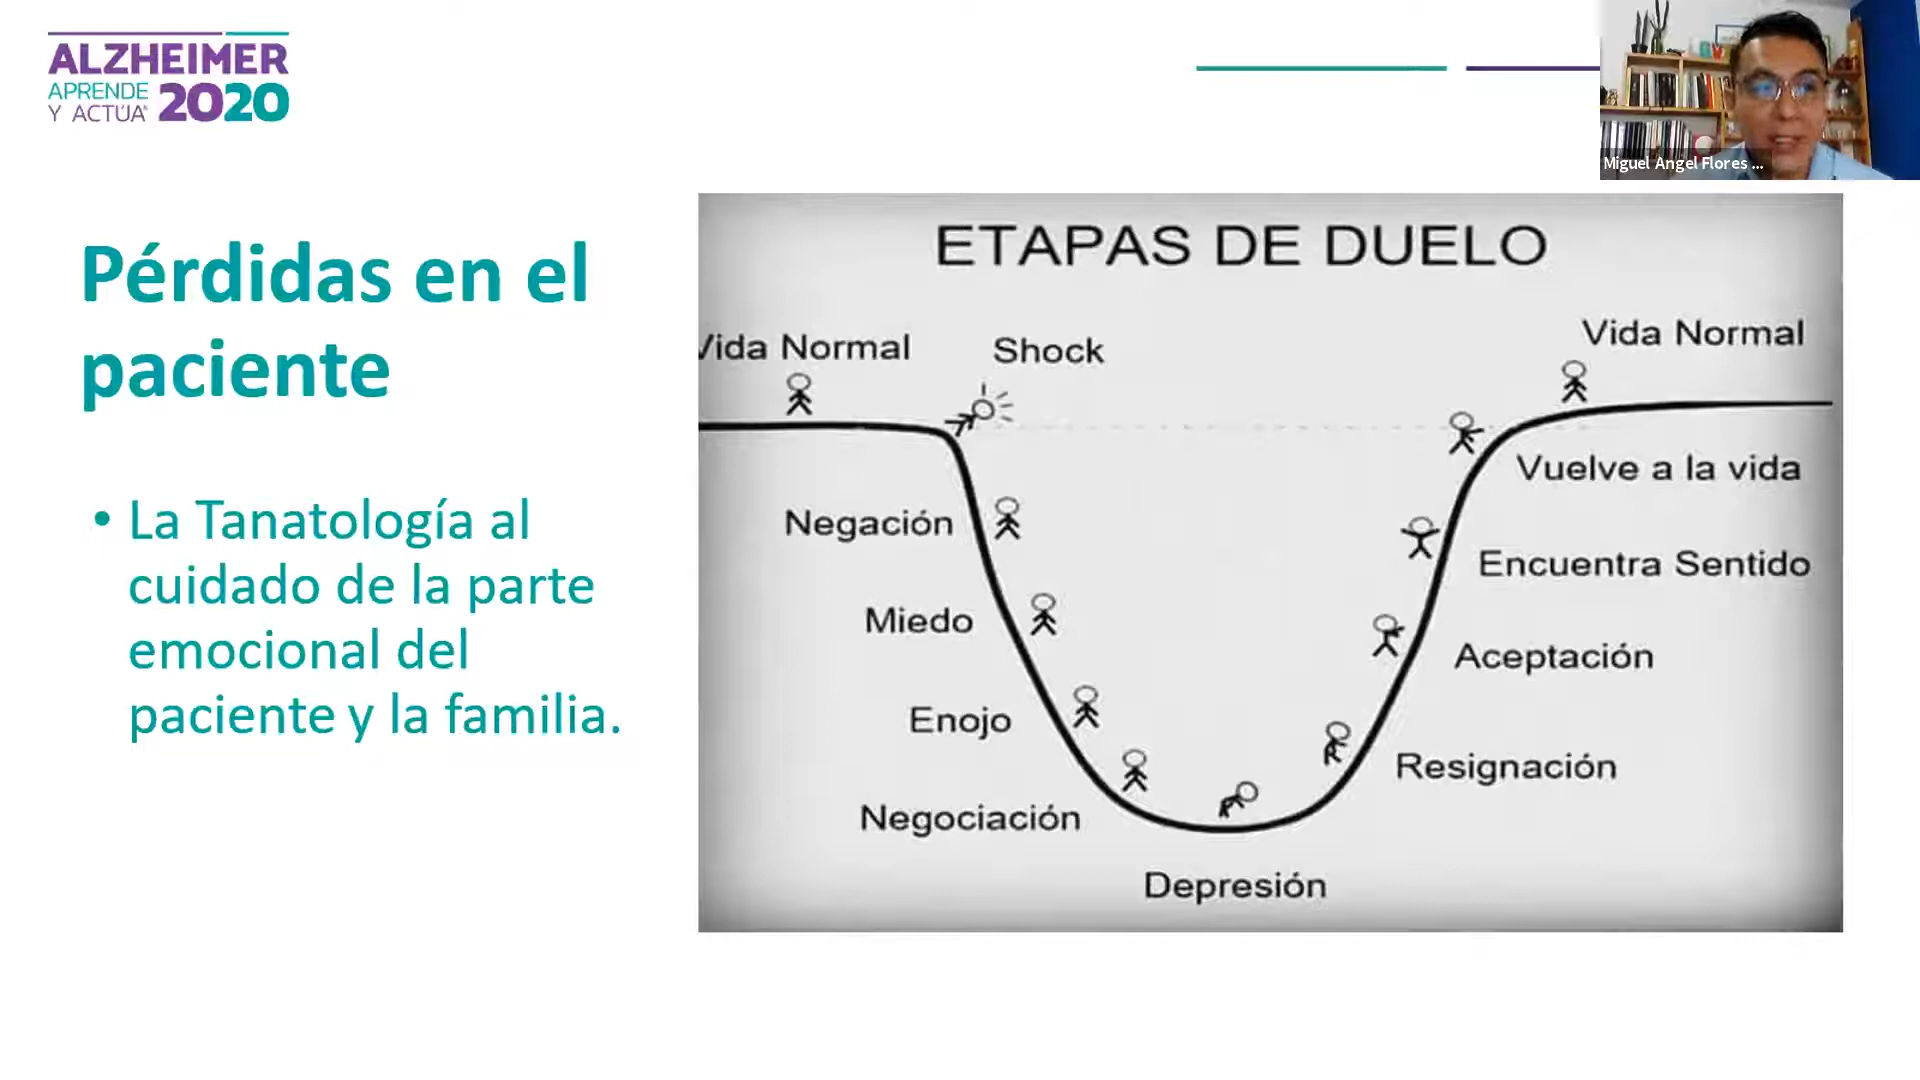 ALZHEIMER
APRENDE
Y ACTÚA®
2020
Miguel Angel Flores ...
Pérdidas en el
paciente
• La Tanatología al
cuidado de la parte
emocional del
paciente y la familia.
ETAPAS DE DUELO
Vida Normal
Shock
Negación
Miedo
Enojo
Negociación
Depresión
Resignación
Aceptación
Encuentra Sentido
Vuelve a la vida
Vida Normal